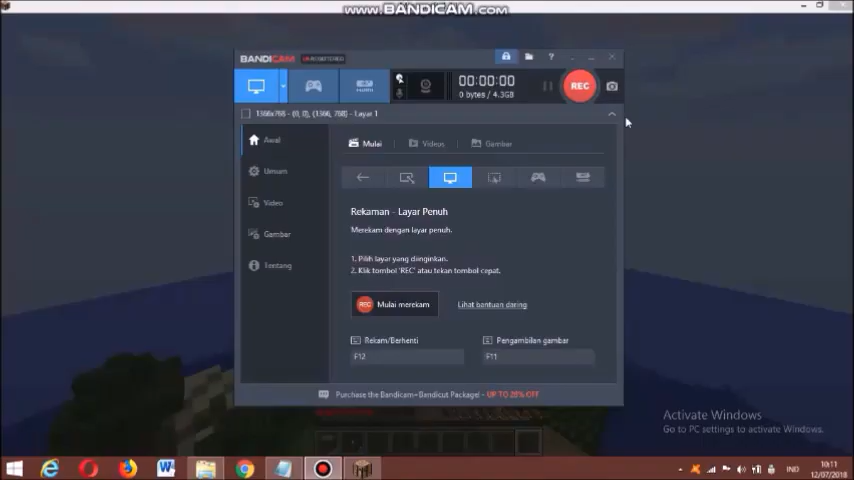 www.BANDICAM.com
BANDICAM UNREGISTERED
?
00:00:00
0 bytes / 4.3GB
REC
1366x768 - (0, 0), (1366, 768) - Layar 1
Awal
Mulai
Videos
Gambar
Umum
Video
Gambar
Tentang
Rekaman - Layar Penuh
Merekam dengan layar penuh.
1. Pilih layar yang diinginkan.
2. Klik tombol 'REC' atau tekan tombol cepat.
REC Mulai merekam
Lihat bantuan daring
Rekam/Berhenti
Pengambilan gambar
F12
F11
Purchase the Bandicam+Bandicut Package! - UP TO 28% OFF
Activate Windows
Go to PC settings to activate Windows.
IND
10:11
12/07/2018